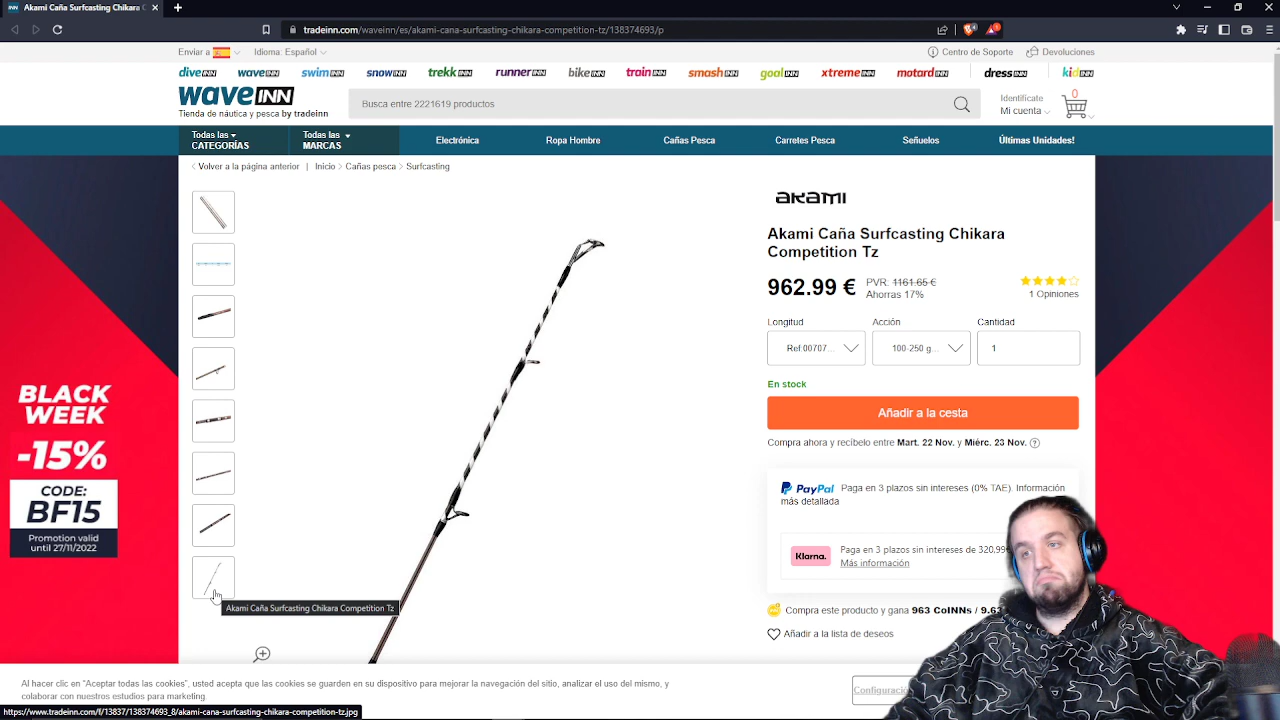 Akami Caña Surfcasting Chikara C
tradeinn.com/waveinn/es/akami-cana-surfcasting-chikara-competition-tz/138374693/p
Enviar a
Idioma: Español
Centro de Soporte
Devoluciones
diveINN waveINN swimINN snowINN trekkINN runnerINN bikeINN trainINN smashINN goalINN xtremeINN motardINN dressINN kidINN
waveINN
Tienda de náutica y pesca by tradeinn
Busca entre 2221619 productos
Identifícate
Mi cuenta
0
Todas las
CATEGORÍAS
Todas las
MARCAS
Electrónica
Ropa Hombre
Cañas Pesca
Carretes Pesca
Señuelos
Últimas Unidades!
Volver a la página anterior | Inicio > Cañas pesca > Surfcasting
AKAMI
Akami Caña Surfcasting Chikara
Competition Tz
962.99 €
PVR: 1161.65 €
Ahorras 17%
1 Opiniones
Longitud
Acción
Cantidad
Ref:00707...
100-250 g...
1
En stock
Añadir a la cesta
Compra ahora y recíbelo entre Mart. 22 Nov. y Miérc. 23 Nov.
PayPal Paga en 3 plazos sin intereses (0% TAE). Información
más detallada
Klarna.
Paga en 3 plazos sin intereses de 320,99€
Más información
Compra este producto y gana 963 CoINNs / 9.63
Añadir a la lista de deseos
BLACK
WEEK
-15%
CODE:
BF15
Promotion valid
until 27/11/2022
Akami Caña Surfcasting Chikara Competition Tz
Al hacer clic en “Aceptar todas las cookies”, usted acepta que las cookies se guarden en su dispositivo para mejorar la navegación del sitio, analizar el uso del mismo, y
colaborar con nuestros estudios para marketing.
Configuració
https://www.tradeinn.com/f/13837/138374693_8/akami-cana-surfcasting-chikara-competition-tz.jpg